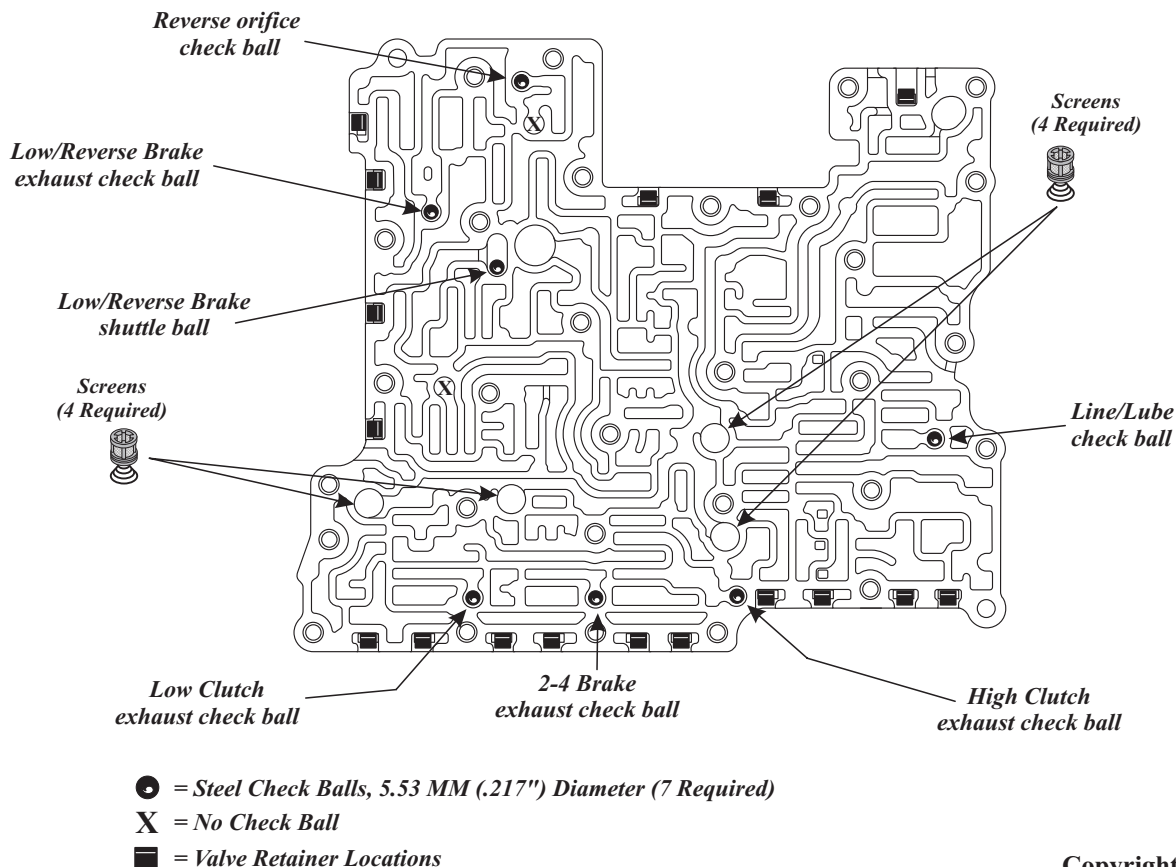 Reverse orifice
check ball
Screens
(4 Required)
Low/Reverse Brake
exhaust check ball
X
Low/Reverse Brake
shuttle ball
X
Screens
(4 Required)
Line/Lube
check ball
Low Clutch
exhaust check ball
2-4 Brake
exhaust check ball
High Clutch
exhaust check ball
= Steel Check Balls, 5.53 MM (.217") Diameter (7 Required)
X = No Check Ball
= Valve Retainer Locations
Copyright